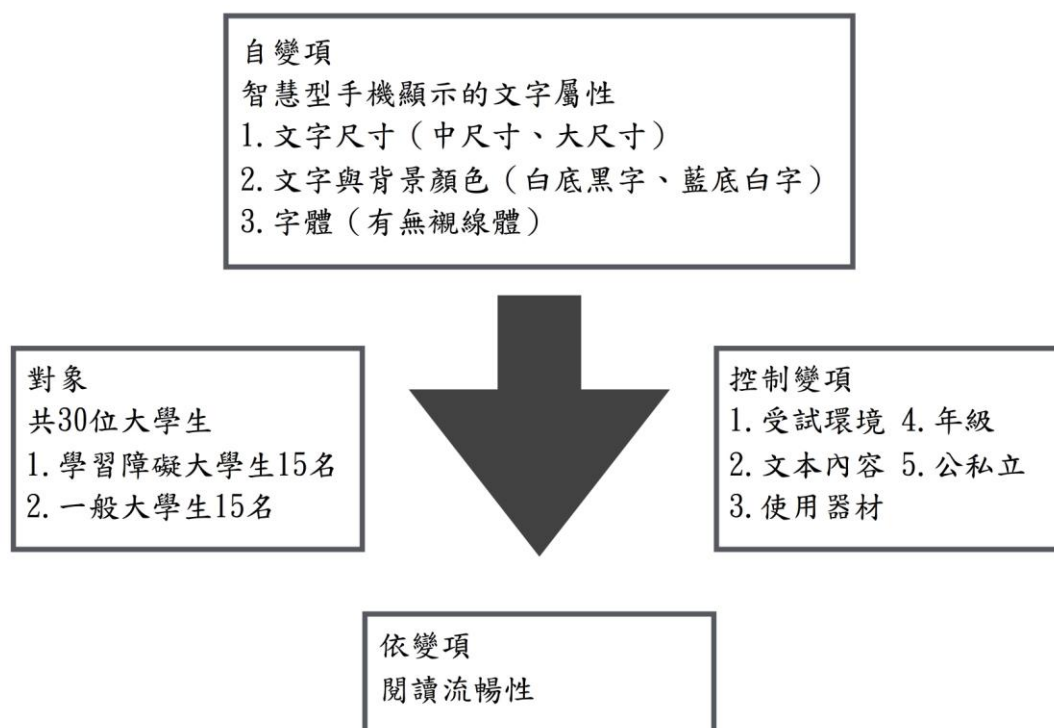 自變項
智慧型手機顯示的文字屬性
1.文字尺寸（中尺寸、大尺寸）
2.文字與背景顏色（白底黑字、藍底白字）
3.字體（有無襯線體）
對象
共30位大學生
1.學習障礙大學生15名
2.一般大學生15名
控制變項
1.受試環境 4.年級
2.文本內容 5.公私立
3.使用器材
依變項
閱讀流暢性